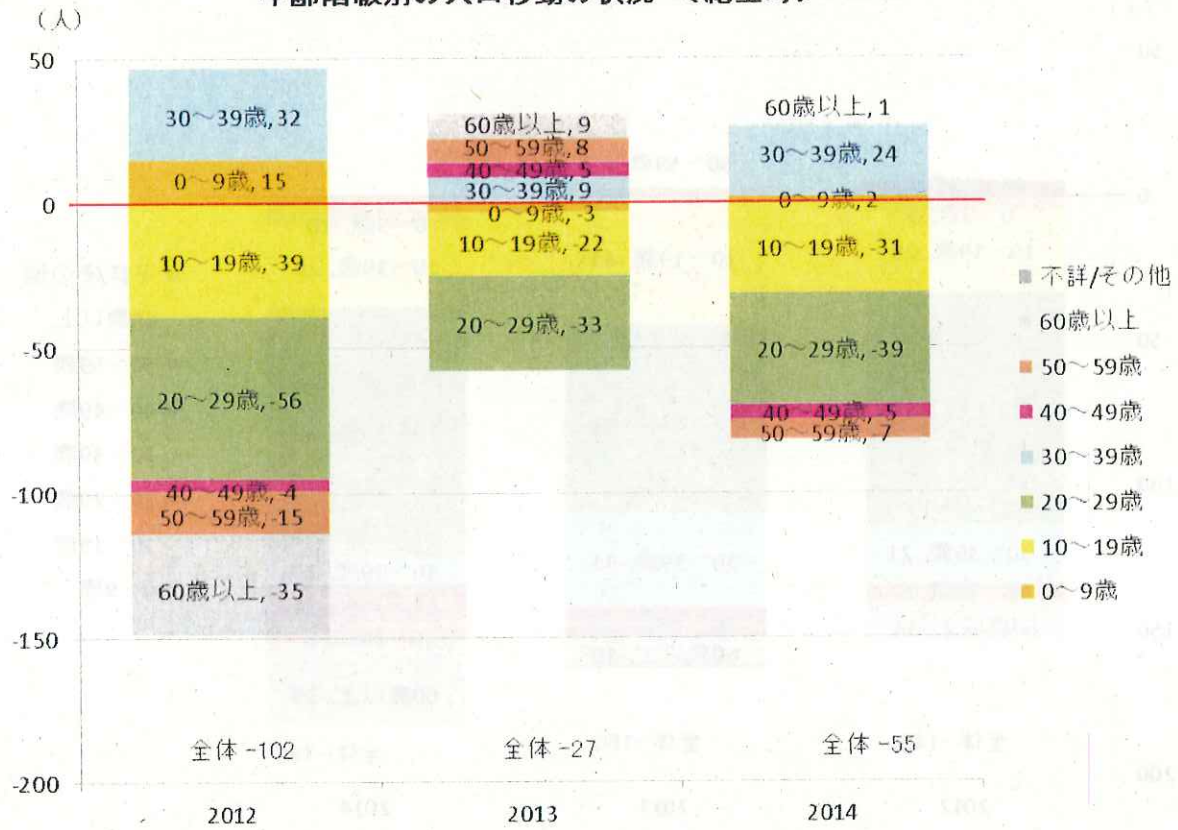 （人）
50
0
-50
-100
-150
-200
30～39歳, 32
0～9歳, 15
10～19歳, -39
20～29歳, -56
40～49歳, -4
50～59歳, -15
60歳以上, -35
全体 -102
2012
60歳以上, 9
50～59歳, 8
40～49歳, 5
30～39歳, 9
0～9歳, -3
10～19歳, -22
20～29歳, -33
全体 -27
2013
60歳以上, 1
30～39歳, 24
0～9歳, 2
10～19歳, -31
20～29歳, -39
40～49歳, -5
50～59歳, -7
全体 -55
2014
不詳/その他
60歳以上
50～59歳
40～49歳
30～39歳
20～29歳
10～19歳
0～9歳